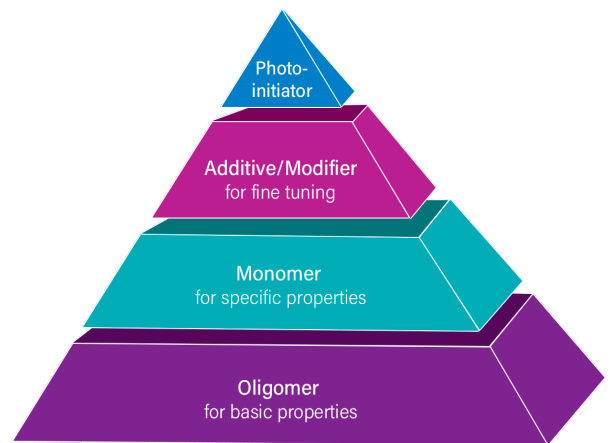 Photo-
initiator
Additive/Modifier
for fine tuning
Monomer
for specific properties
Oligomer
for basic properties